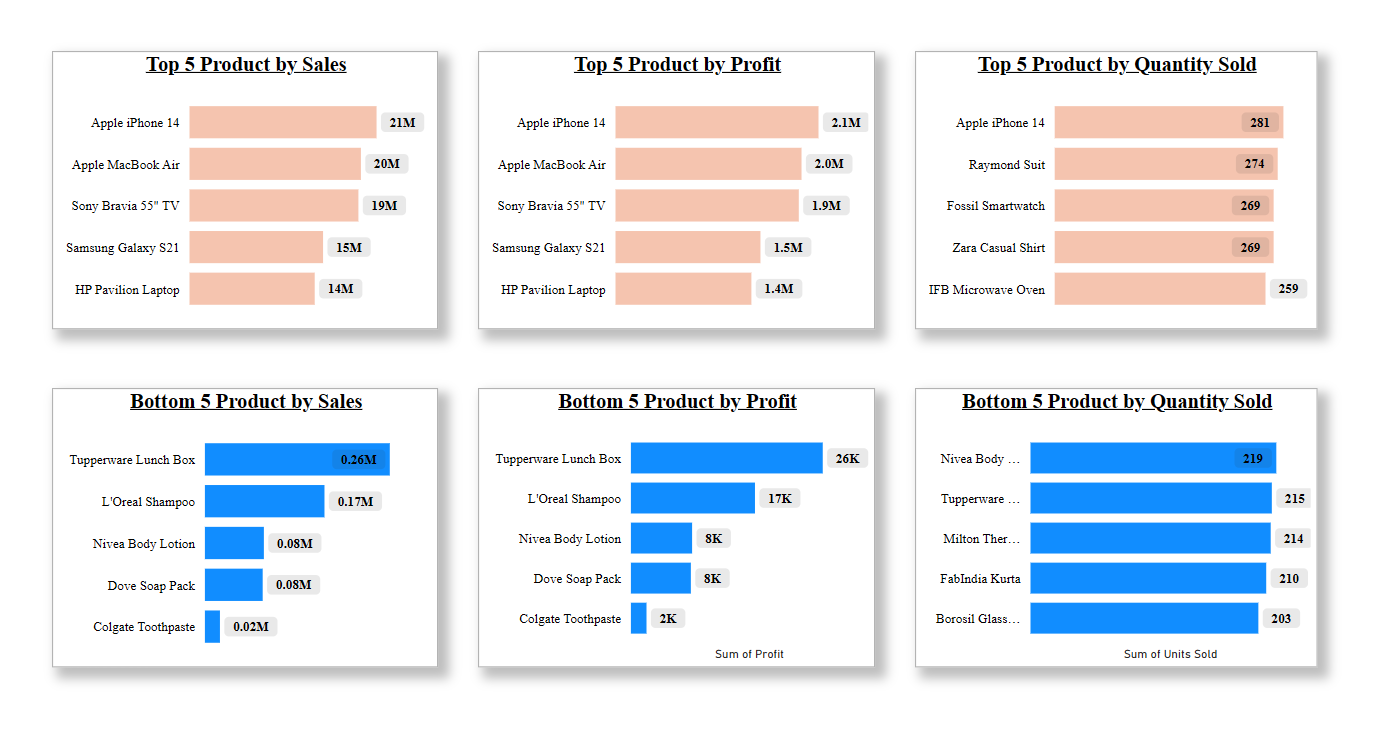 Top 5 Product by Sales
Apple iPhone 14 21M
Apple MacBook Air 20M
Sony Bravia 55" TV 19M
Samsung Galaxy S21 15M
HP Pavilion Laptop 14M
Top 5 Product by Profit
Apple iPhone 14 2.1M
Apple MacBook Air 2.0M
Sony Bravia 55" TV 1.9M
Samsung Galaxy S21 1.5M
HP Pavilion Laptop 1.4M
Top 5 Product by Quantity Sold
Apple iPhone 14 281
Raymond Suit 274
Fossil Smartwatch 269
Zara Casual Shirt 269
IFB Microwave Oven 259
Bottom 5 Product by Sales
Tupperware Lunch Box 0.26M
L'Oreal Shampoo 0.17M
Nivea Body Lotion 0.08M
Dove Soap Pack 0.08M
Colgate Toothpaste 0.02M
Bottom 5 Product by Profit
Tupperware Lunch Box 26K
L'Oreal Shampoo 17K
Nivea Body Lotion 8K
Dove Soap Pack 8K
Colgate Toothpaste 2K
Sum of Profit
Bottom 5 Product by Quantity Sold
Nivea Body ... 219
Tupperware ... 215
Milton Ther... 214
FabIndia Kurta 210
Borosil Glass... 203
Sum of Units Sold